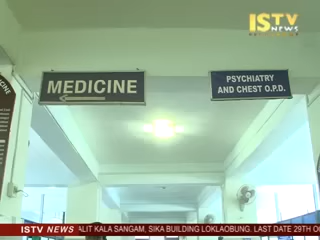 ISTV
NEWS
MEDICINE
PSYCHIATRY
AND CHEST O.P.D.
ISTV NEWS
ALIT KALA SANGAM, SIKA BUILDING LOKLAOBUNG. LAST DATE 29TH O